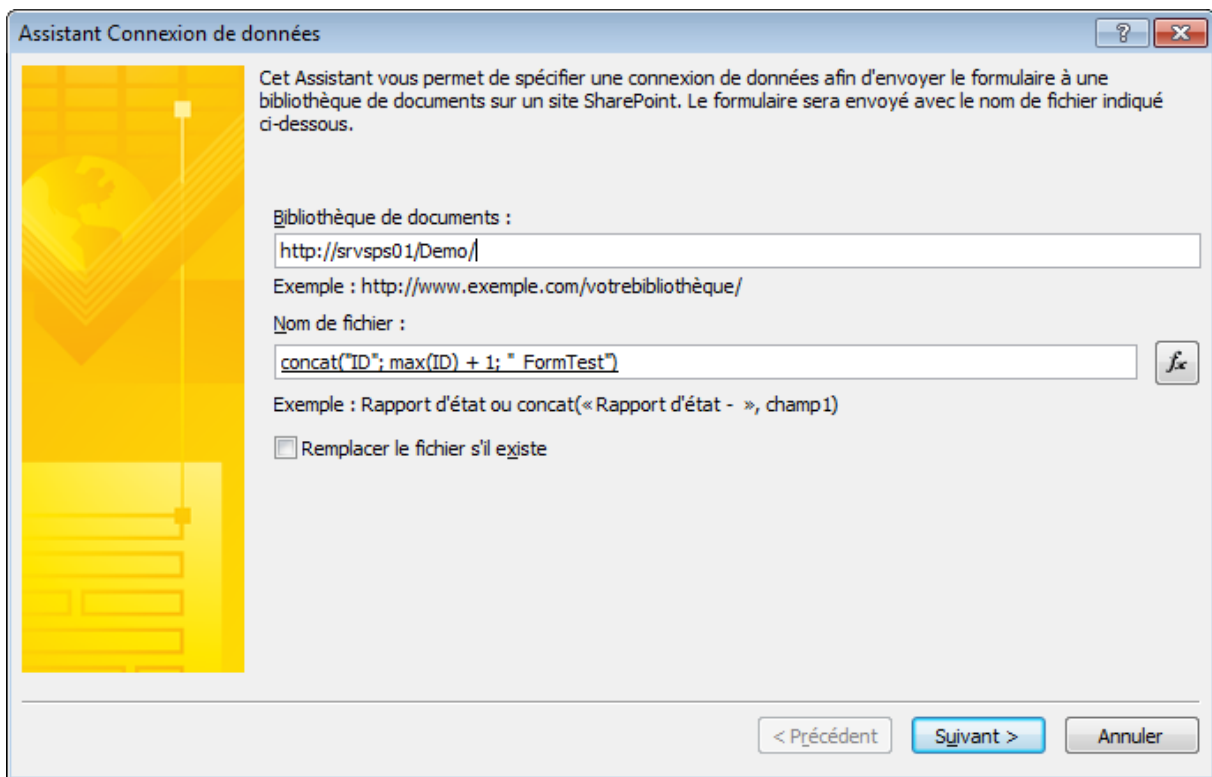 Assistant Connexion de données
Cet Assistant vous permet de spécifier une connexion de données afin d'envoyer le formulaire à une
bibliothèque de documents sur un site SharePoint. Le formulaire sera envoyé avec le nom de fichier indiqué
ci-dessous.
Bibliothèque de documents :
http://srvsps01/Demo/
Exemple : http://www.exemple.com/votrebibliothèque/
Nom de fichier :
concat("ID"; max(ID) + 1; "_FormTest")
fx
Exemple : Rapport d'état ou concat(« Rapport d'état - », champ1)
Remplacer le fichier s'il existe
< Précédent
Suivant >
Annuler